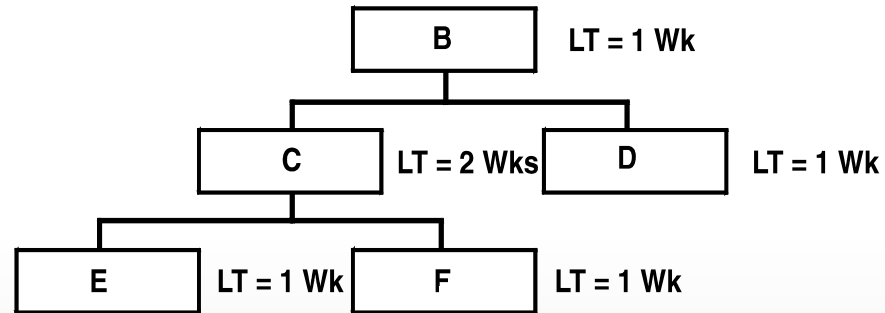 B LT = 1 Wk
C LT = 2 Wks D LT = 1 Wk
E LT = 1 Wk F LT = 1 Wk